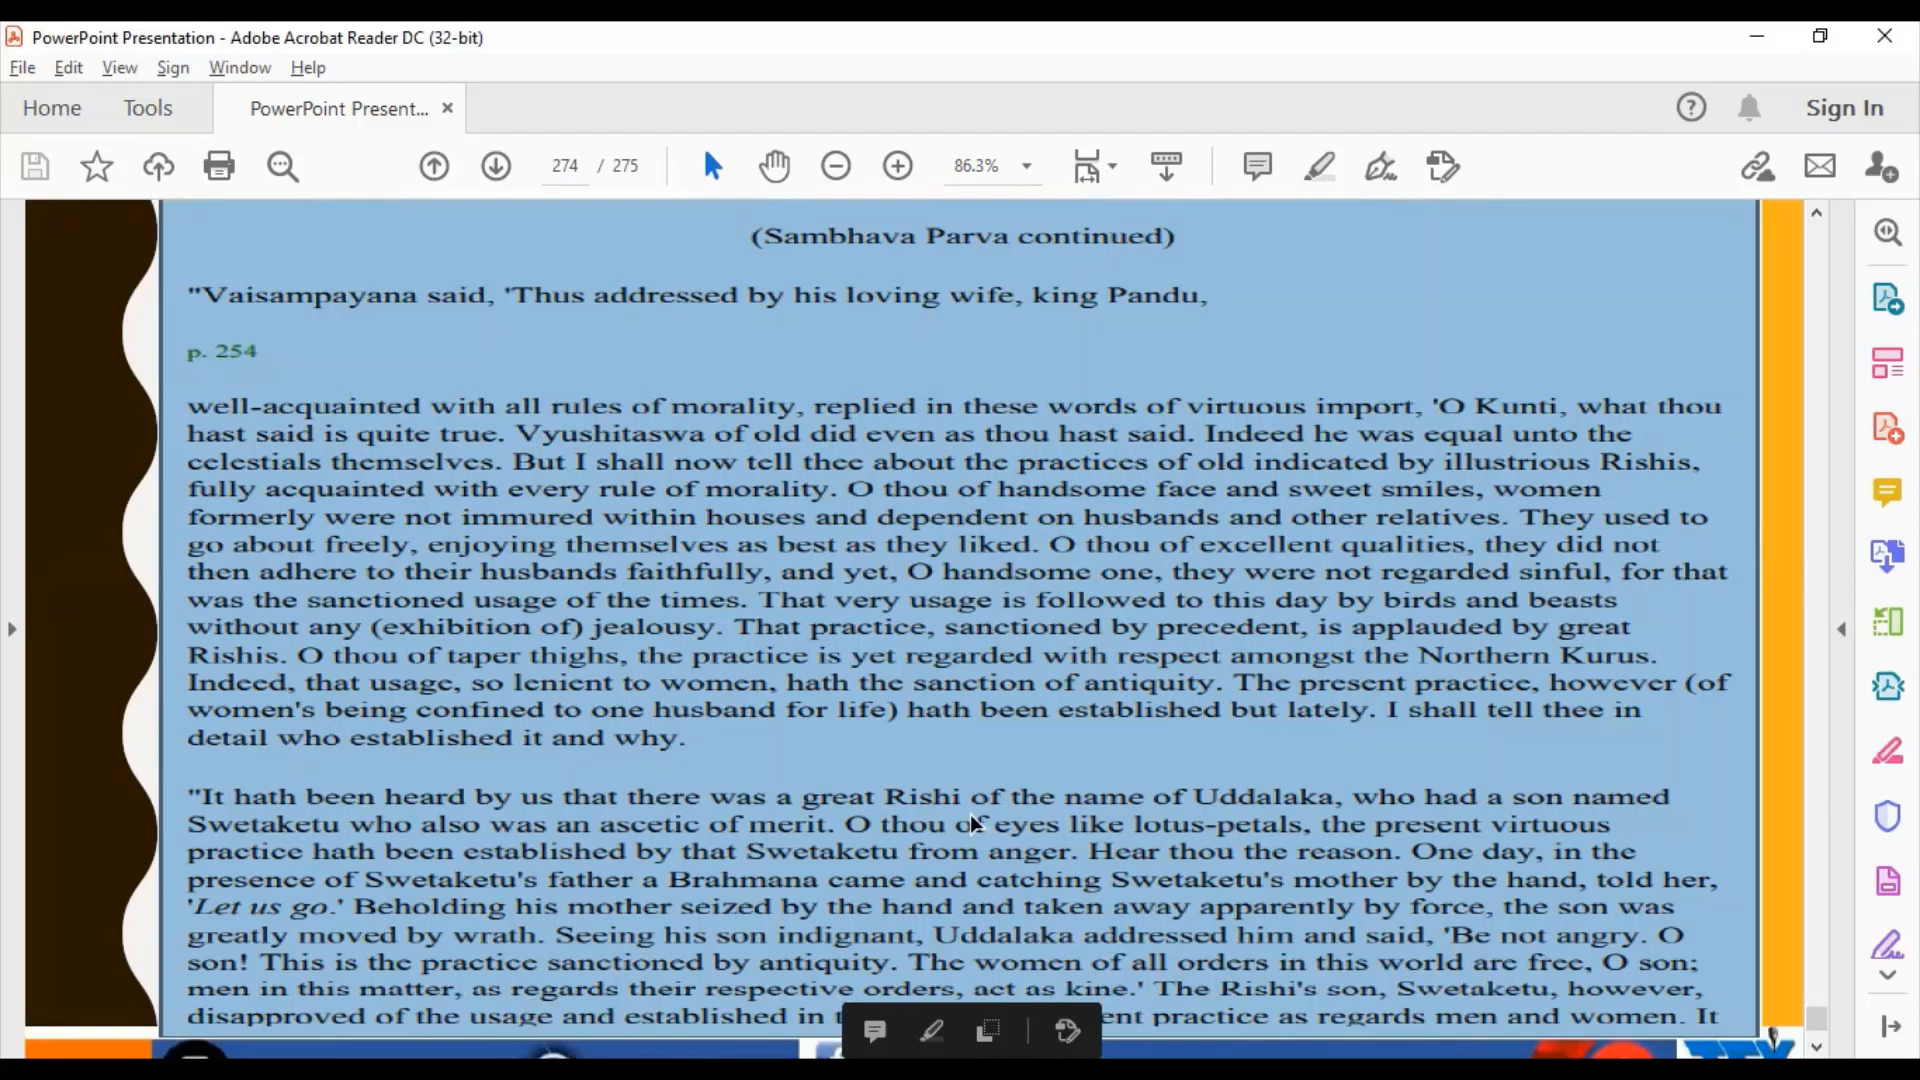 PowerPoint Presentation - Adobe Acrobat Reader DC (32-bit)
File Edit View Sign Window Help
Home Tools PowerPoint Present... Sign In
274 / 275 86.3%
(Sambhava Parva continued)
"Vaisampayana said, 'Thus addressed by his loving wife, king Pandu,
p. 254
well-acquainted with all rules of morality, replied in these words of virtuous import, 'O Kunti, what thou
hast said is quite true. Vyushitaswa of old did even as thou hast said. Indeed he was equal unto the
celestials themselves. But I shall now tell thee about the practices of old indicated by illustrious Rishis,
fully acquainted with every rule of morality. O thou of handsome face and sweet smiles, women
formerly were not immured within houses and dependent on husbands and other relatives. They used to
go about freely, enjoying themselves as best as they liked. O thou of excellent qualities, they did not
then adhere to their husbands faithfully, and yet, O handsome one, they were not regarded sinful, for that
was the sanctioned usage of the times. That very usage is followed to this day by birds and beasts
without any (exhibition of) jealousy. That practice, sanctioned by precedent, is applauded by great
Rishis. O thou of taper thighs, the practice is yet regarded with respect amongst the Northern Kurus.
Indeed, that usage, so lenient to women, hath the sanction of antiquity. The present practice, however (of
women's being confined to one husband for life) hath been established but lately. I shall tell thee in
detail who established it and why.
"It hath been heard by us that there was a great Rishi of the name of Uddalaka, who had a son named
Swetaketu who also was an ascetic of merit. O thou of eyes like lotus-petals, the present virtuous
practice hath been established by that Swetaketu from anger. Hear thou the reason. One day, in the
presence of Swetaketu's father a Brahmana came and catching Swetaketu's mother by the hand, told her,
'Let us go.' Beholding his mother seized by the hand and taken away apparently by force, the son was
greatly moved by wrath. Seeing his son indignant, Uddalaka addressed him and said, 'Be not angry. O
son! This is the practice sanctioned by antiquity. The women of all orders in this world are free, O son;
men in this matter, as regards their respective orders, act as kine.' The Rishi's son, Swetaketu, however,
disapproved of the usage and established in practice as regards men and women. It